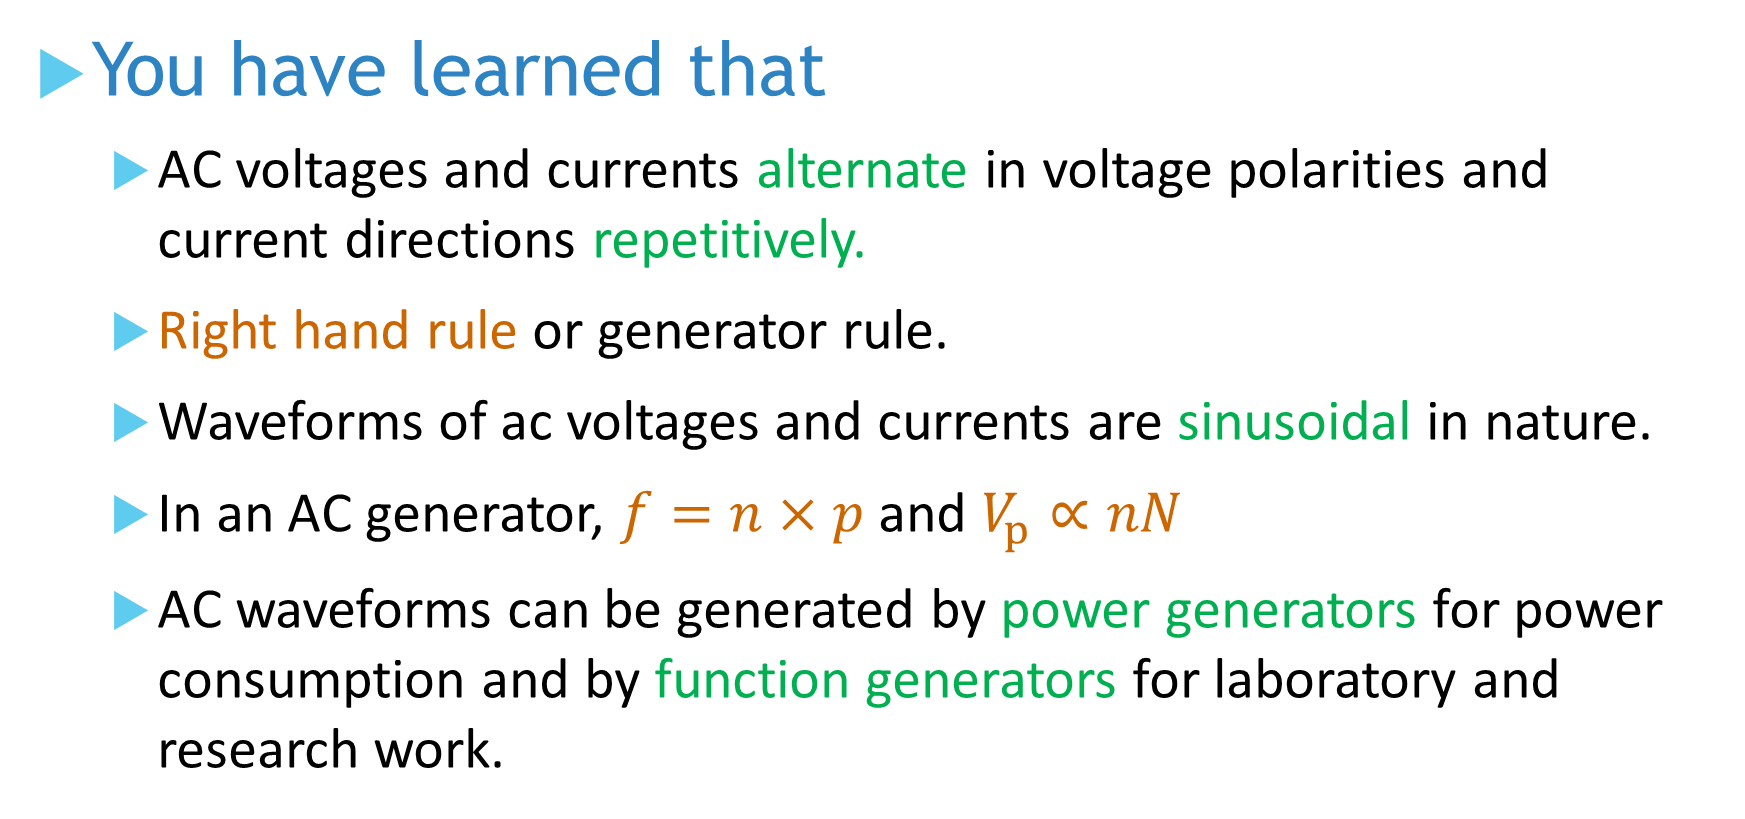 You have learned that
AC voltages and currents alternate in voltage polarities and
current directions repetitively.
Right hand rule or generator rule.
Waveforms of ac voltages and currents are sinusoidal in nature.
In an AC generator, f = n × p and Vp ∝ nN
AC waveforms can be generated by power generators for power
consumption and by function generators for laboratory and
research work.